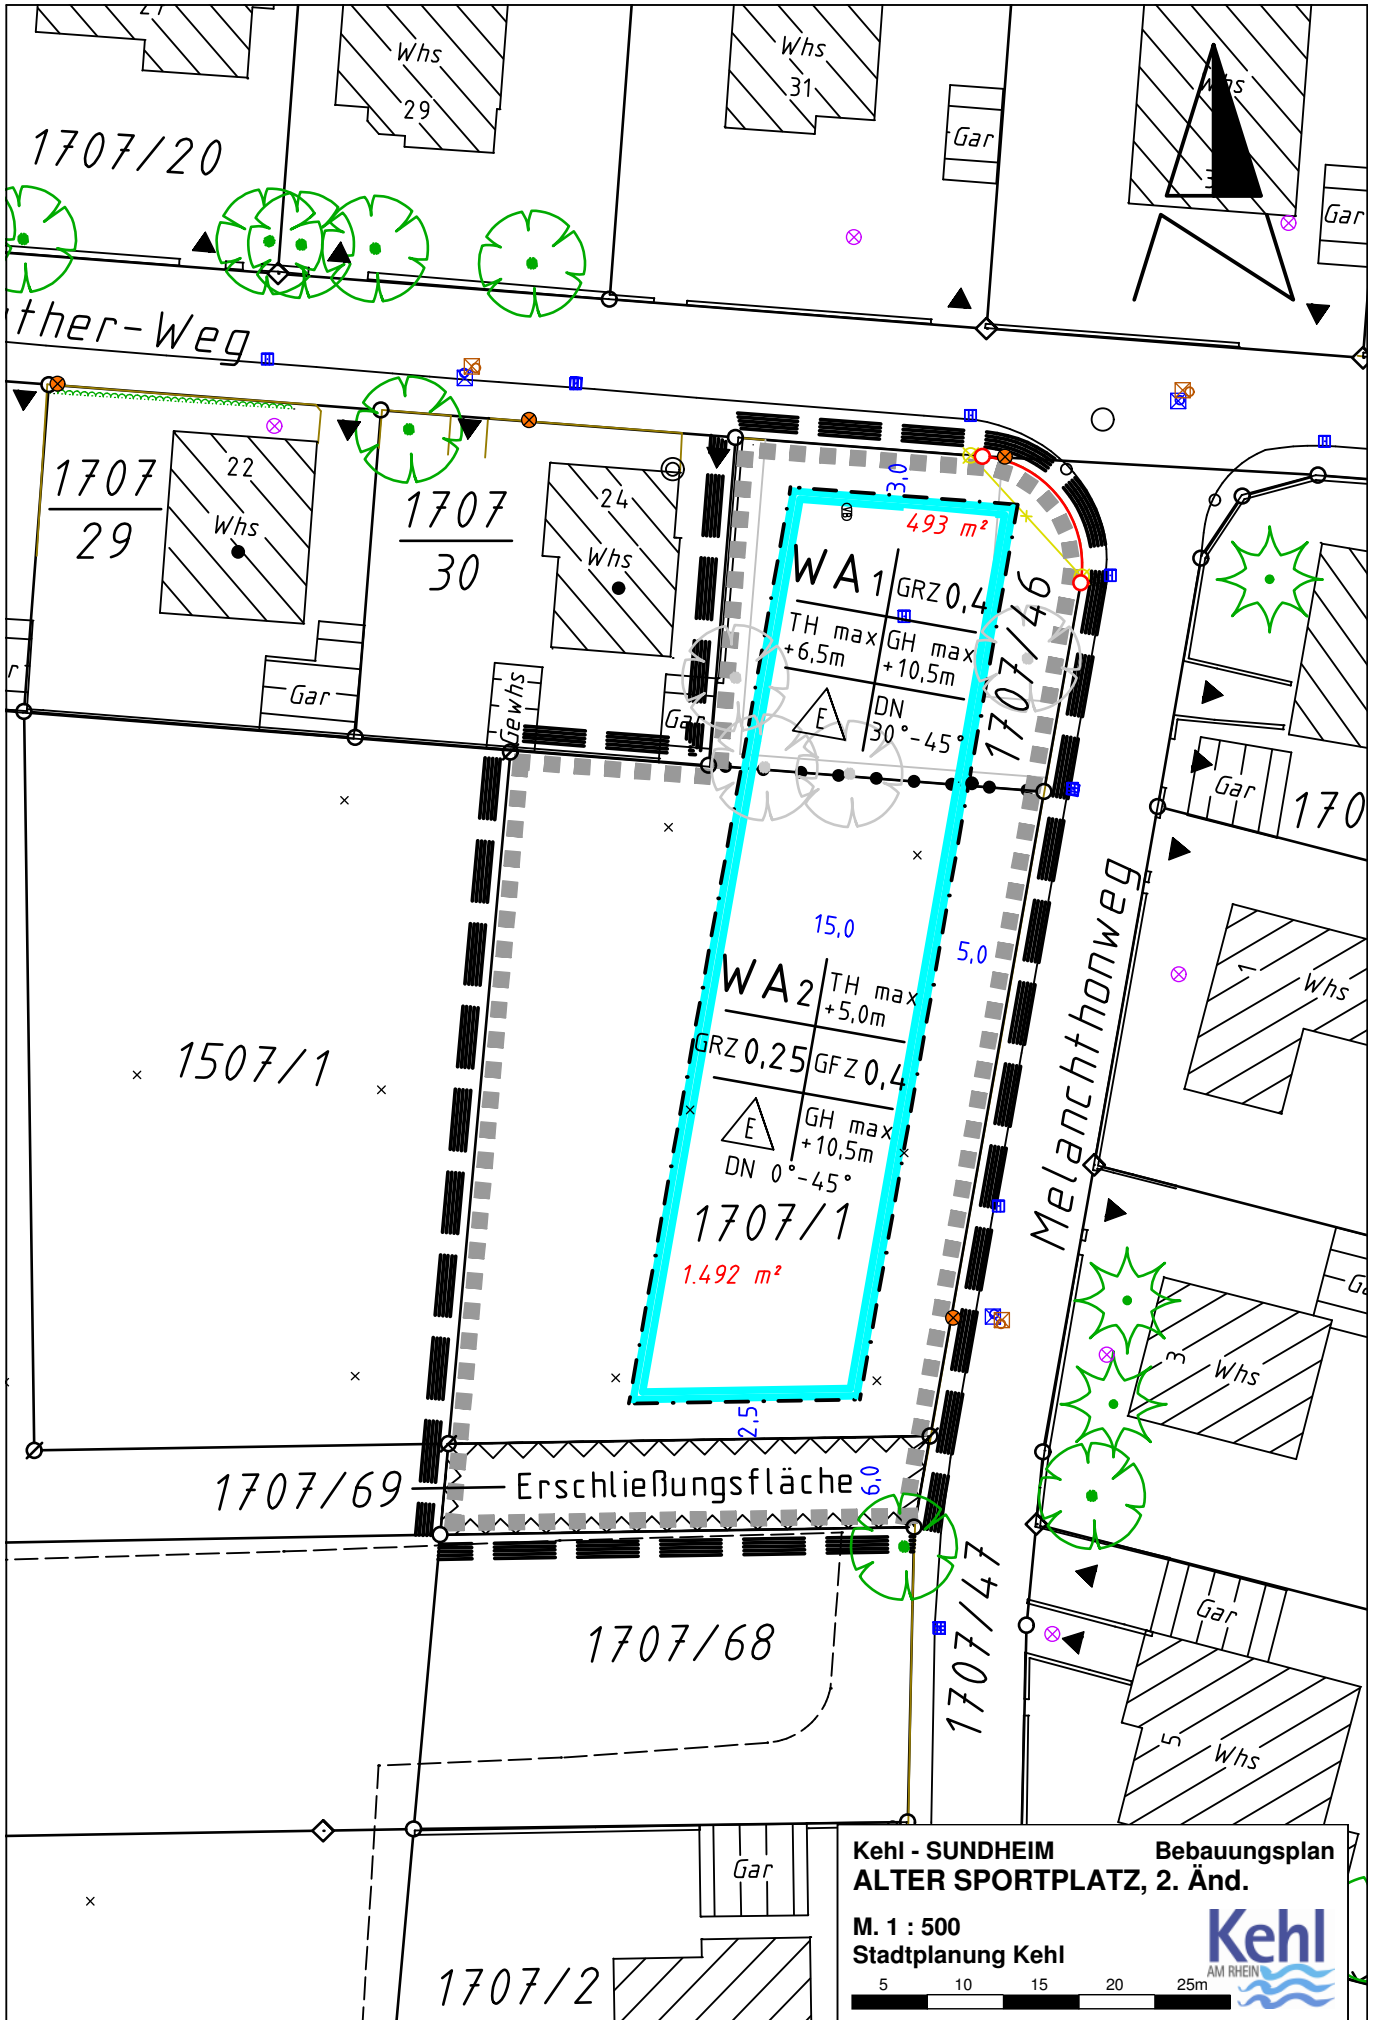 Whs
29
Whs
31
Whs
Gar
Gar
1707/20
ther-Weg
1707
29
22
Whs
1707
30
24
Whs
Gar
Gewhs
Gar
3,0
493 m²
WA1
GRZ 0,4
TH max
+6,5m
GH max
+10,5m
E
DN
30°-45°
1707/46
Gar
170
15,0
5,0
WA2
TH max
+5,0m
GRZ 0,25
GFZ 0,4
E
GH max
+10,5m
DN 0°-45°
1707/1
1.492 m²
1507/1
Melanchthonweg
1
Whs
3
Whs
2,5
1707/69
Erschließungsfläche
6,0
1707/68
1707/47
Gar
5
Whs
Gar
1707/2
Kehl - SUNDHEIM Bebauungsplan
ALTER SPORTPLATZ, 2. Änd.
M. 1 : 500
Stadtplanung Kehl
Kehl
AM RHEIN
5 10 15 20 25m